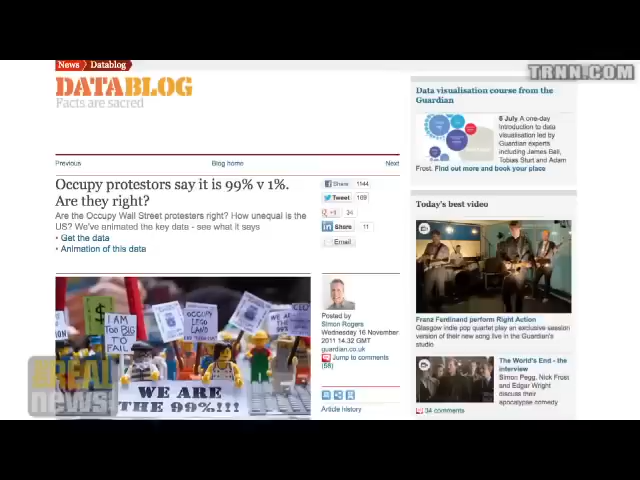 TRNN.COM
News Datablog
DATABLOG
Facts are sacred
Previous
Blog home
Next
Occupy protestors say it is 99% v 1%.
Are they right?
Are the Occupy Wall Street protesters right? How unequal is the
US? We've animated the key data - see what it says
• Get the data
• Animation of this data
Share 1144
Tweet 169
+1 34
in Share 11
Email
I AM
TOO BIG
TO
FAIL
OCCUPY
LEGO
LAND
WE ARE
THE 99%!!!
REAL
NEWS
Posted by
Simon Rogers
Wednesday 16 November
2011 14.32 GMT
guardian.co.uk
Jump to comments
(58)
Article history
Data visualisation course from the
Guardian
6 July A one-day
introduction to data
visualisation led by
Guardian experts
including James Ball,
Tobias Sturt and Adam
Frost. Find out more and book your place
Today's best video
Franz Ferdinand perform Right Action
Glasgow indie pop quartet play an exclusive session
version of their new song live in the Guardian's
studio
The World's End - the
interview
Simon Pegg, Nick Frost
and Edgar Wright
discuss their
apocalypse comedy
34 comments